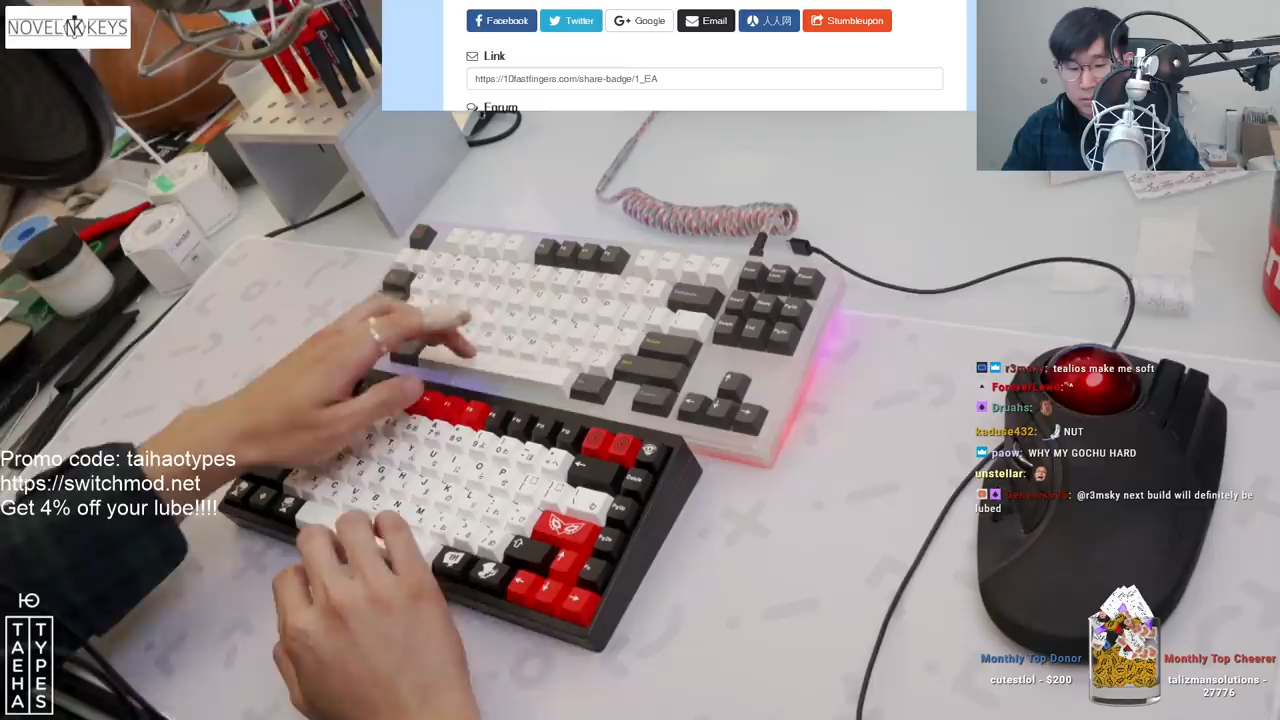 NOVELKEYS
Facebook
Twitter
Google
Email
人人网
Stumbleupon
Link
https://10fastfingers.com/share-badge/1_EA
Forum
r3msky: tealios make me soft
ForeverLewd:
Druahs:
kaduse432: NUT
paow: WHY MY GOCHU HARD
unstellar:
@r3msky next build will definitely be
lubed
Promo code: taihaotypes
https://switchmod.net
Get 4% off your lube!!!!
TAEHA TYPES
Monthly Top Donor
cutestlol - $200
Monthly Top Cheerer
talizmansolutions -
27776